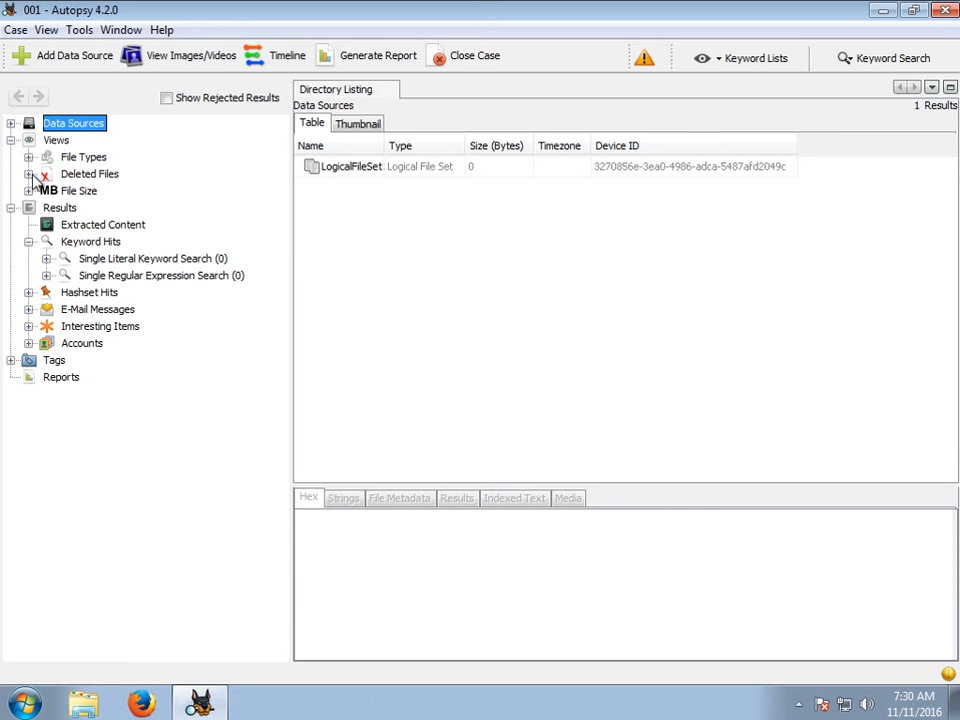 001 - Autopsy 4.2.0
Case View Tools Window Help
Add Data Source View Images/Videos Timeline Generate Report Close Case Keyword Lists Keyword Search
Show Rejected Results
Data Sources
Views
File Types
Deleted Files
MB File Size
Results
Extracted Content
Keyword Hits
Single Literal Keyword Search (0)
Single Regular Expression Search (0)
Hashset Hits
E-Mail Messages
Interesting Items
Accounts
Tags
Reports
Directory Listing
Data Sources
1 Results
Table Thumbnail
Name Type Size (Bytes) Timezone Device ID
LogicalFileSet Logical File Set 0 3270856e-3ea0-4986-adca-5487afd2049c
Hex Strings File Metadata Results Indexed Text Media
7:30 AM
11/11/2016